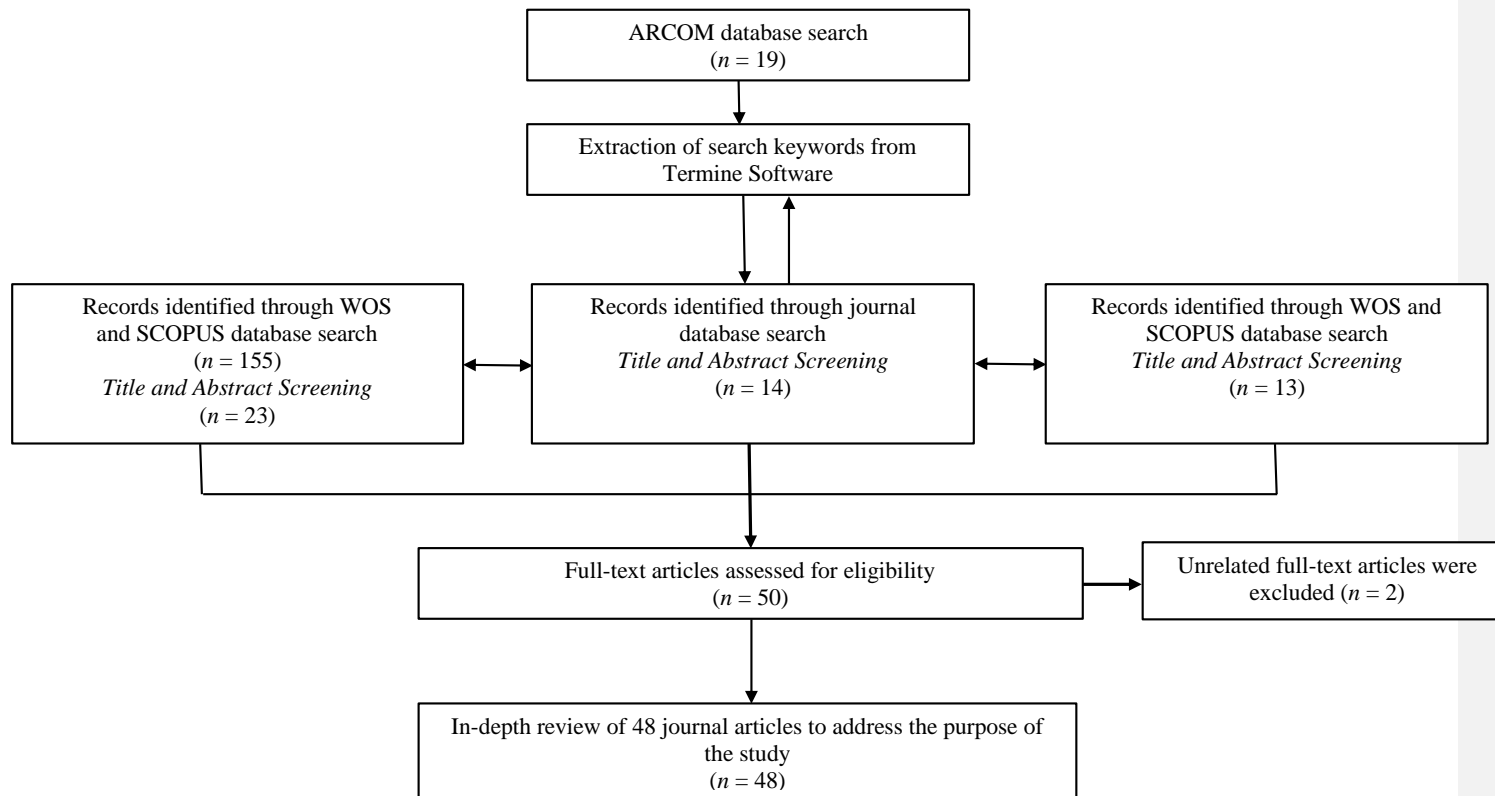 ARCOM database search
(n = 19)
Extraction of search keywords from
Termine Software
Records identified through WOS
and SCOPUS database search
(n = 155)
Title and Abstract Screening
(n = 23)
Records identified through journal
database search
Title and Abstract Screening
(n = 14)
Records identified through WOS and
SCOPUS database search
Title and Abstract Screening
(n = 13)
Full-text articles assessed for eligibility
(n = 50)
Unrelated full-text articles were
excluded (n = 2)
In-depth review of 48 journal articles to address the purpose of
the study
(n = 48)